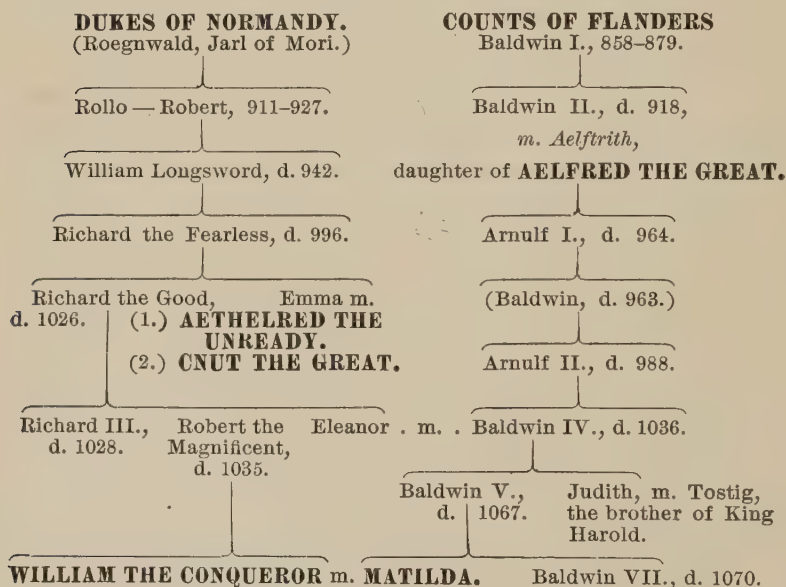 DUKES OF NORMANDY.
(Roegnwald, Jarl of Mori.)
Rollo — Robert, 911–927.
William Longsword, d. 942.
Richard the Fearless, d. 996.
Richard the Good, Emma m.
d. 1026. (1.) AETHELRED THE
UNREADY.
(2.) CNUT THE GREAT.
COUNTS OF FLANDERS
Baldwin I., 858–879.
Baldwin II., d. 918,
m. Aelftrith,
daughter of AELFRED THE GREAT.
Arnulf I., d. 964.
(Baldwin, d. 963.)
Arnulf II., d. 988.
Richard III., Robert the Eleanor . m. . Baldwin IV., d. 1036.
d. 1028. Magnificent,
d. 1035.
Baldwin V., Judith, m. Tostig,
d. 1067. the brother of King
Harold.
WILLIAM THE CONQUEROR m. MATILDA. Baldwin VII., d. 1070.